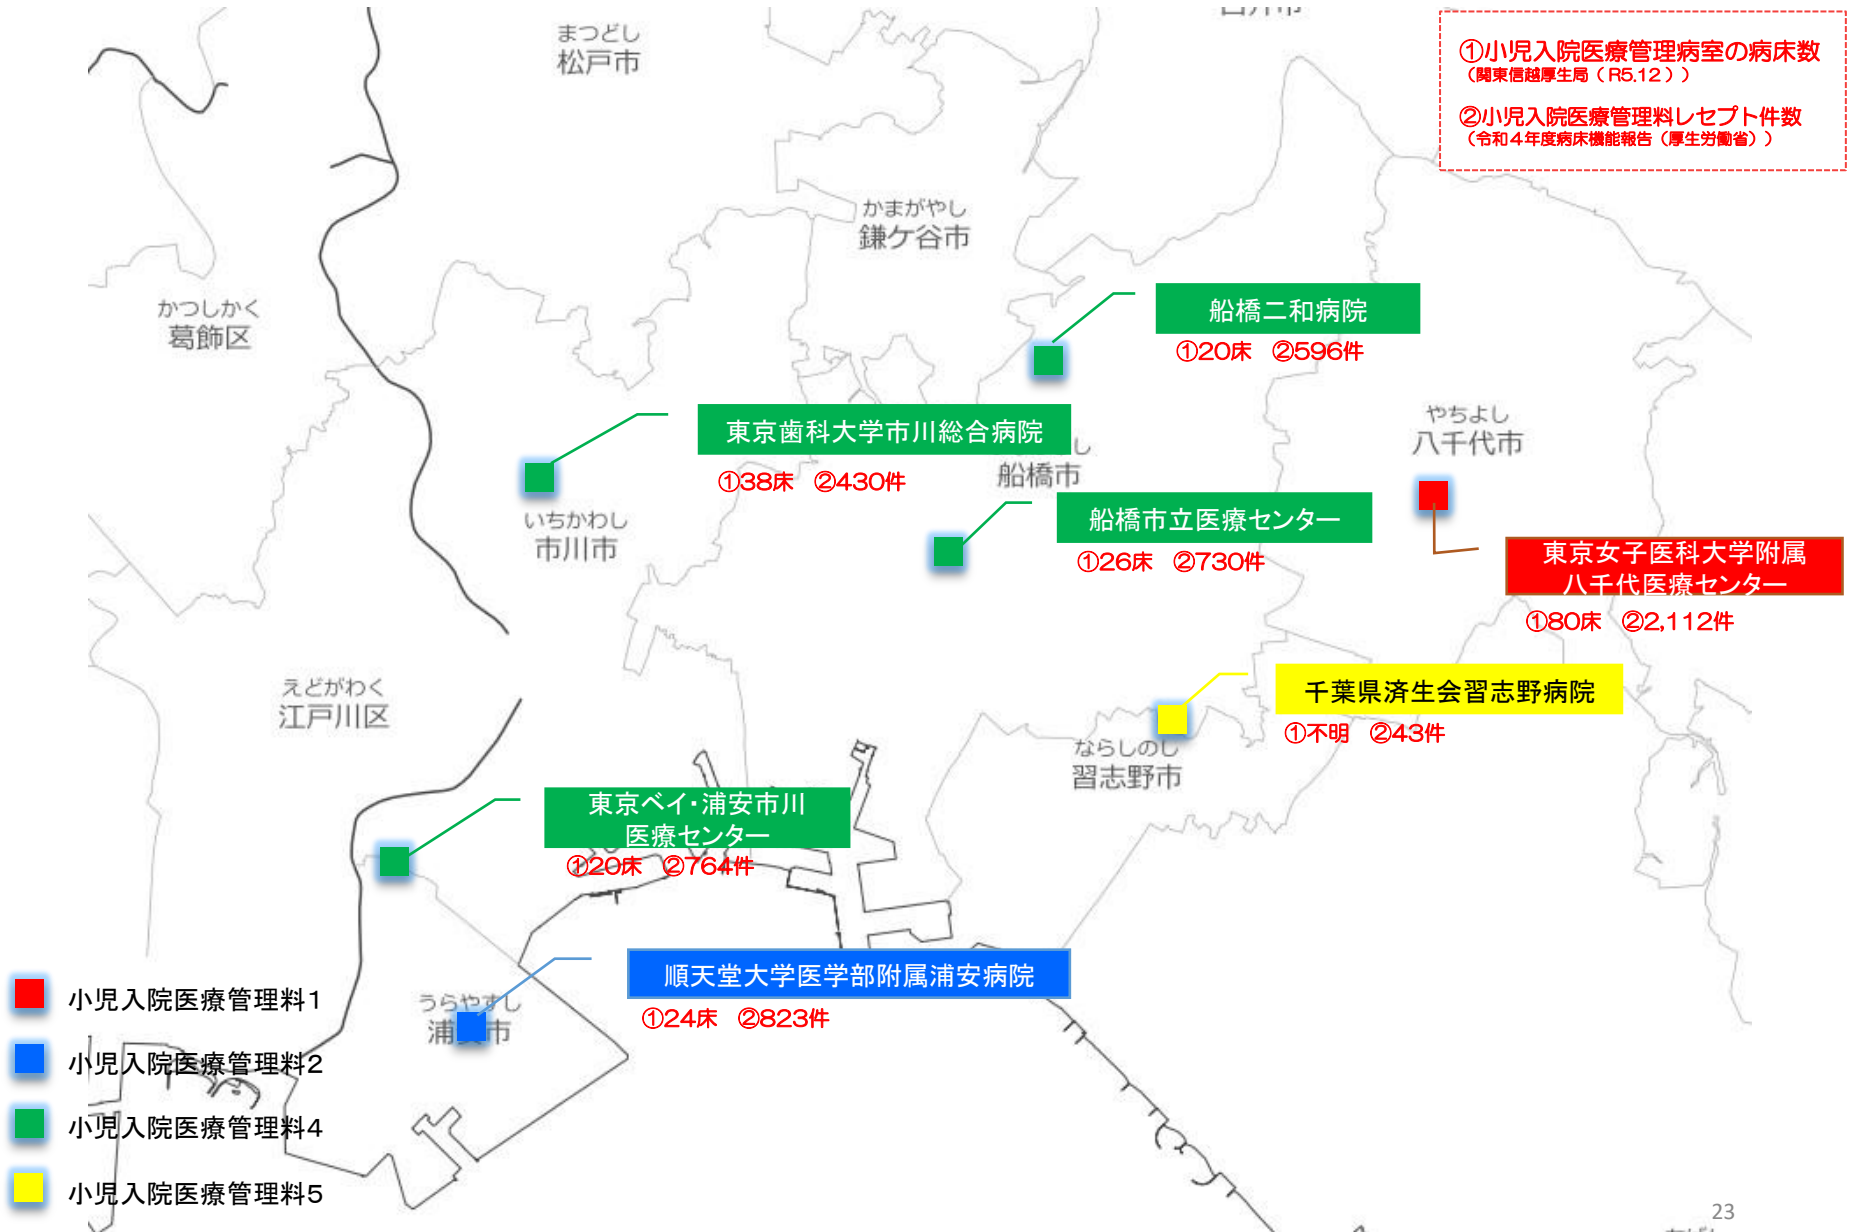 ①小児入院医療管理病室の病床数
（関東信越厚生局（R5.12））
②小児入院医療管理料レセプト件数
（令和４年度病床機能報告（厚生労働省））
まつどし
松戸市
かまがやし
鎌ケ谷市
かつしかく
葛飾区
船橋二和病院
①20床　②596件
東京歯科大学市川総合病院
①38床　②430件
し
船橋市
やちよし
八千代市
いちかわし
市川市
船橋市立医療センター
①26床　②730件
東京女子医科大学附属
八千代医療センター
①80床　②2,112件
えどがわく
江戸川区
千葉県済生会習志野病院
①不明　②43件
ならしのし
習志野市
東京ベイ・浦安市川
医療センター
①20床　②764件
順天堂大学医学部附属浦安病院
①24床　②823件
うらやすし
浦安市
小児入院医療管理料１
小児入院医療管理料２
小児入院医療管理料４
小児入院医療管理料５
23